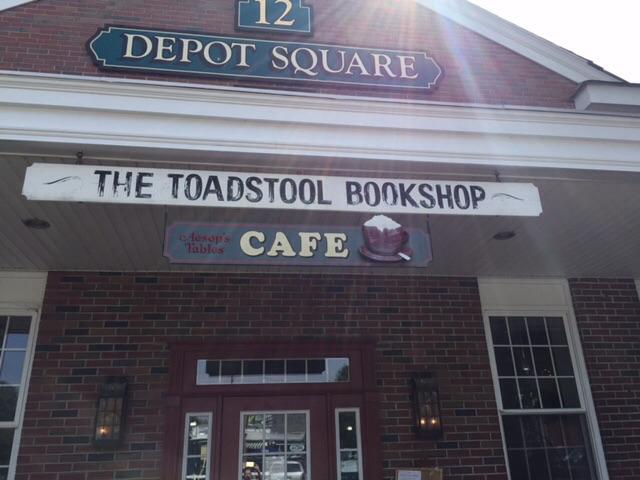 12
DEPOT SQUARE
THE TOADSTOOL BOOKSHOP
Aesop's
Tables
CAFE